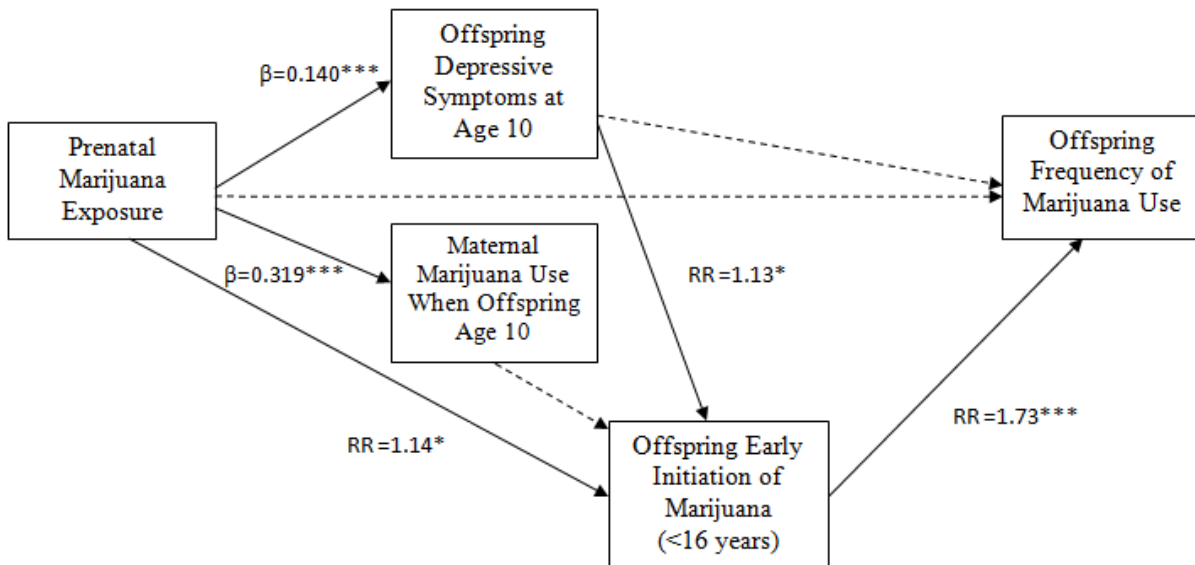 Offspring
Depressive
Symptoms at
Age 10
β=0.140***
Prenatal
Marijuana
Exposure
Offspring
Frequency of
Marijuana Use
β=0.319***
Maternal
Marijuana Use
When Offspring
Age 10
RR=1.13*
RR=1.14*
RR=1.73***
Offspring Early
Initiation of
Marijuana
(<16 years)